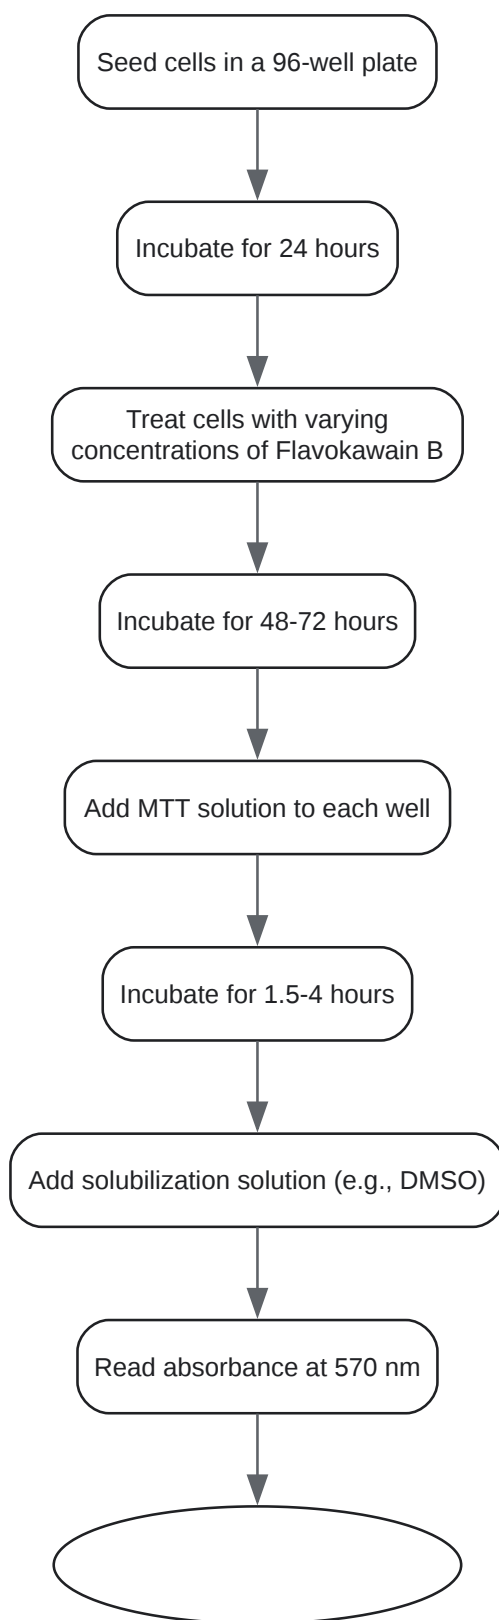 Seed cells in a 96-well plate
Incubate for 24 hours
Treat cells with varying
concentrations of Flavokawain B
Incubate for 48-72 hours
Add MTT solution to each well
Incubate for 1.5-4 hours
Add solubilization solution (e.g., DMSO)
Read absorbance at 570 nm